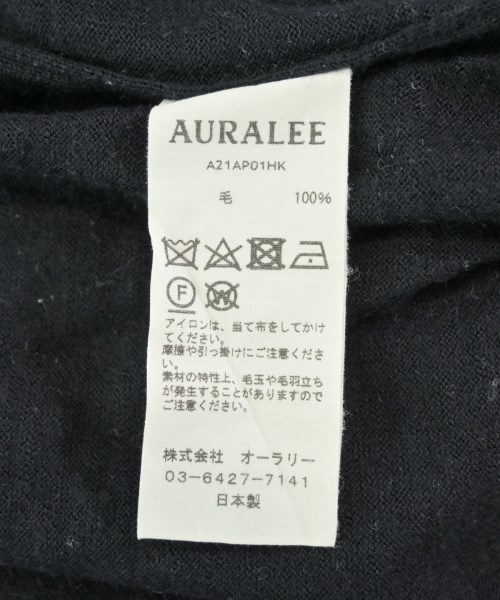 AURALEE
A21AP01HK
毛 100%
F W
アイロンは、当て布をしてかけ
てください。
摩擦や引っ掛けにご注意くださ
い。
素材の特性上、毛玉や毛羽立ち
が発生することがありますので
ご注意ください。
株式会社 オーラリー
03-6427-7141
日本製